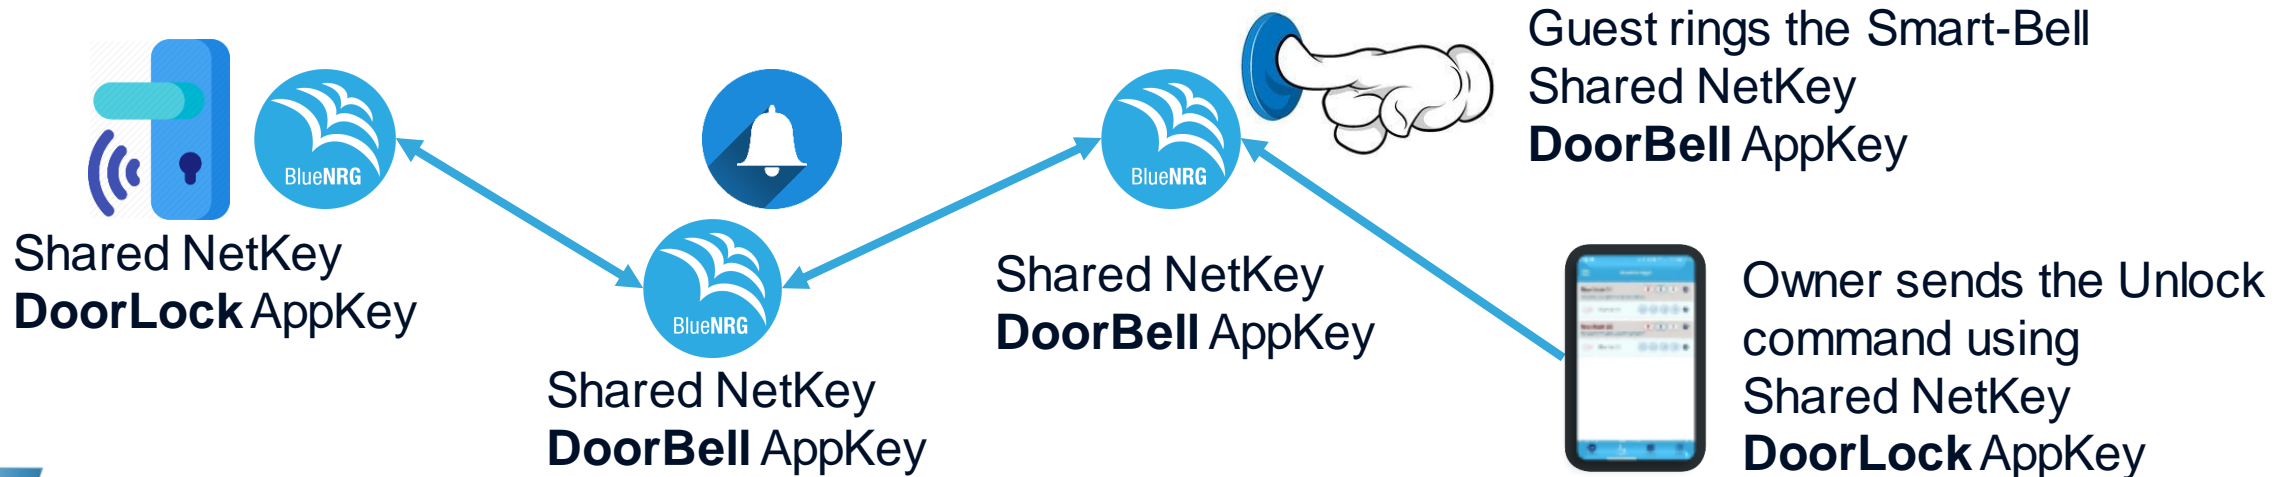 BlueNRG
Shared NetKey
DoorLock AppKey
BlueNRG
Shared NetKey
DoorBell AppKey
BlueNRG
Shared NetKey
DoorBell AppKey
Guest rings the Smart-Bell
Shared NetKey
DoorBell AppKey
Owner sends the Unlock
command using
Shared NetKey
DoorLock AppKey